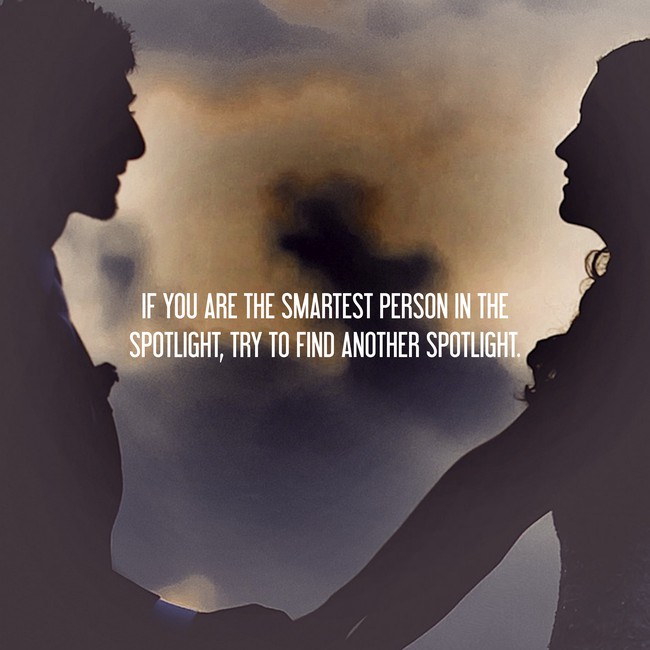 IF YOU ARE THE SMARTEST PERSON IN THE
SPOTLIGHT, TRY TO FIND ANOTHER SPOTLIGHT.